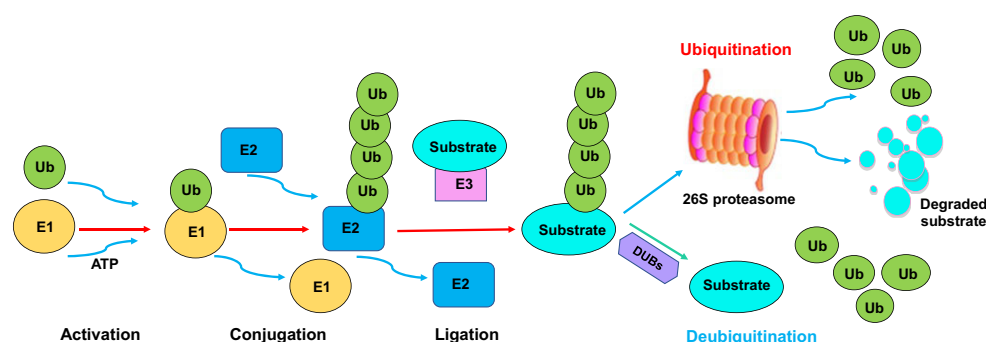 Ub
E1
ATP
Ub
E1
E2
E1
Ub
Ub
Ub
Ub
E2
E2
Substrate
E3
Ub
Ub
Ub
Ub
Substrate
DUBs
Ubiquitination
26S proteasome
Ub
Ub
Ub
Ub
Degraded
substrate
Substrate
Ub
Ub
Ub
Ub
Activation
Conjugation
Ligation
Deubiquitination